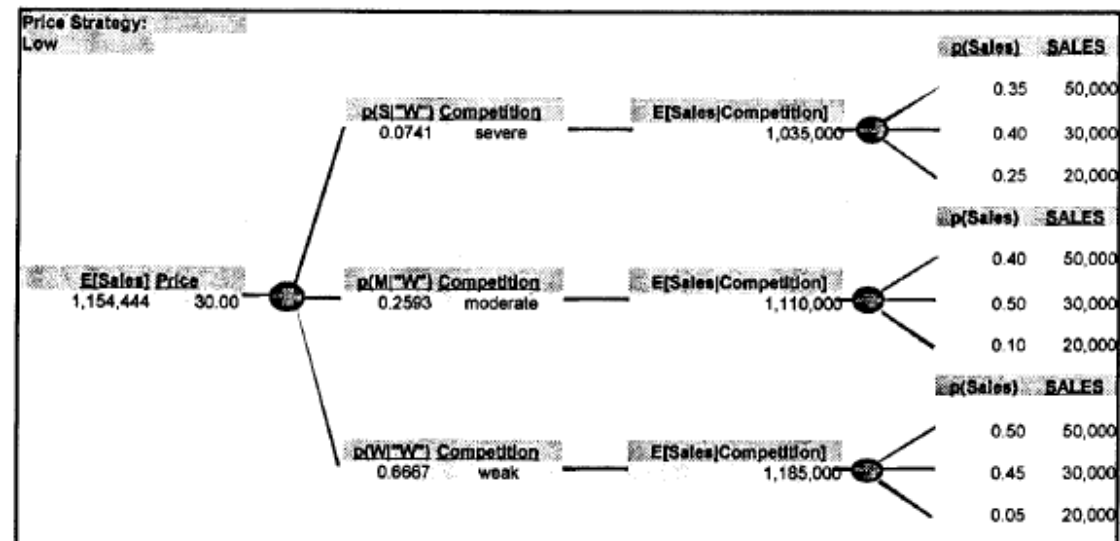 Price Strategy:
Low
p(Sales) SALES
0.35 50,000
p(S|"W") Competition E[Sales|Competition]
0.0741 severe 1,035,000 0.40 30,000
0.25 20,000
p(Sales) SALES
0.40 50,000
E[Sales] Price p(M|"W") Competition E[Sales|Competition]
1,154,444 30.00 0.2593 moderate 1,110,000 0.50 30,000
0.10 20,000
p(Sales) SALES
0.50 50,000
p(W|"W") Competition E[Sales|Competition]
0.6667 weak 1,185,000 0.45 30,000
0.05 20,000